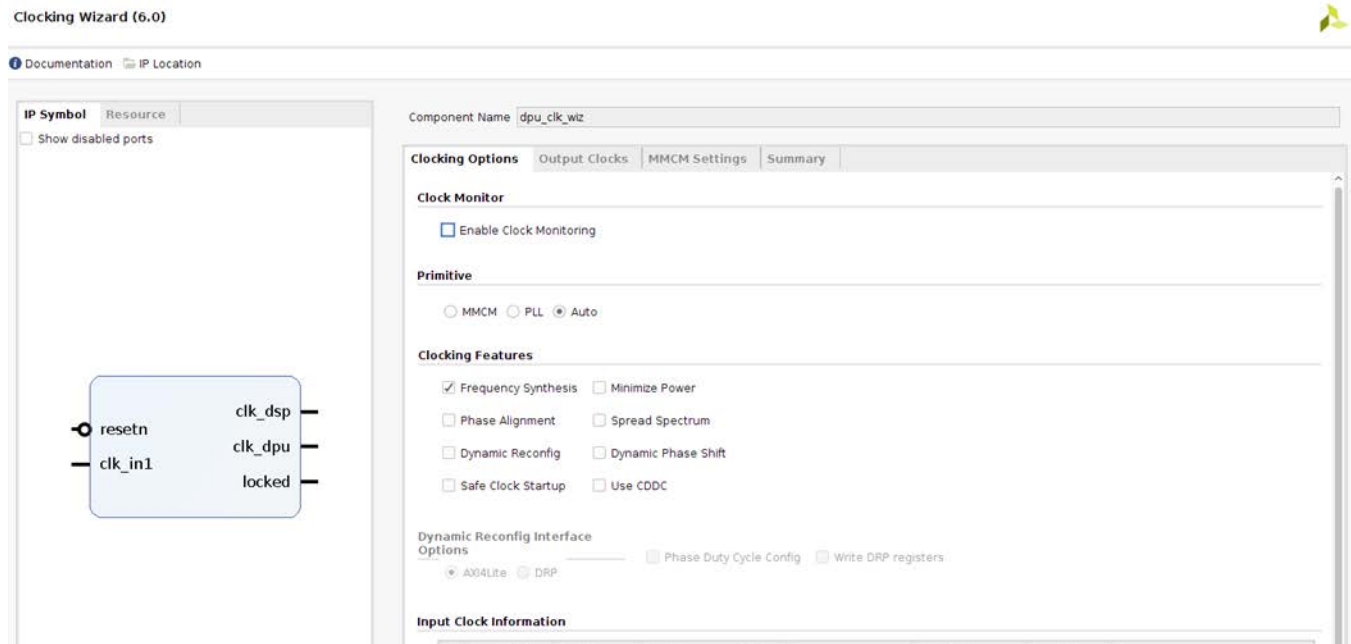 Clocking Wizard (6.0)
Documentation IP Location
IP Symbol Resource
Show disabled ports
resetn
clk_in1
clk_dsp
clk_dpu
locked
Component Name dpu_clk_wiz
Clocking Options Output Clocks MMCM Settings Summary
Clock Monitor
Enable Clock Monitoring
Primitive
MMCM PLL Auto
Clocking Features
Frequency Synthesis Minimize Power
Phase Alignment Spread Spectrum
Dynamic Reconfig Dynamic Phase Shift
Safe Clock Startup Use CDDC
Dynamic Reconfig Interface
Options
Phase Duty Cycle Config Write DRP registers
AXI4Lite DRP
Input Clock Information